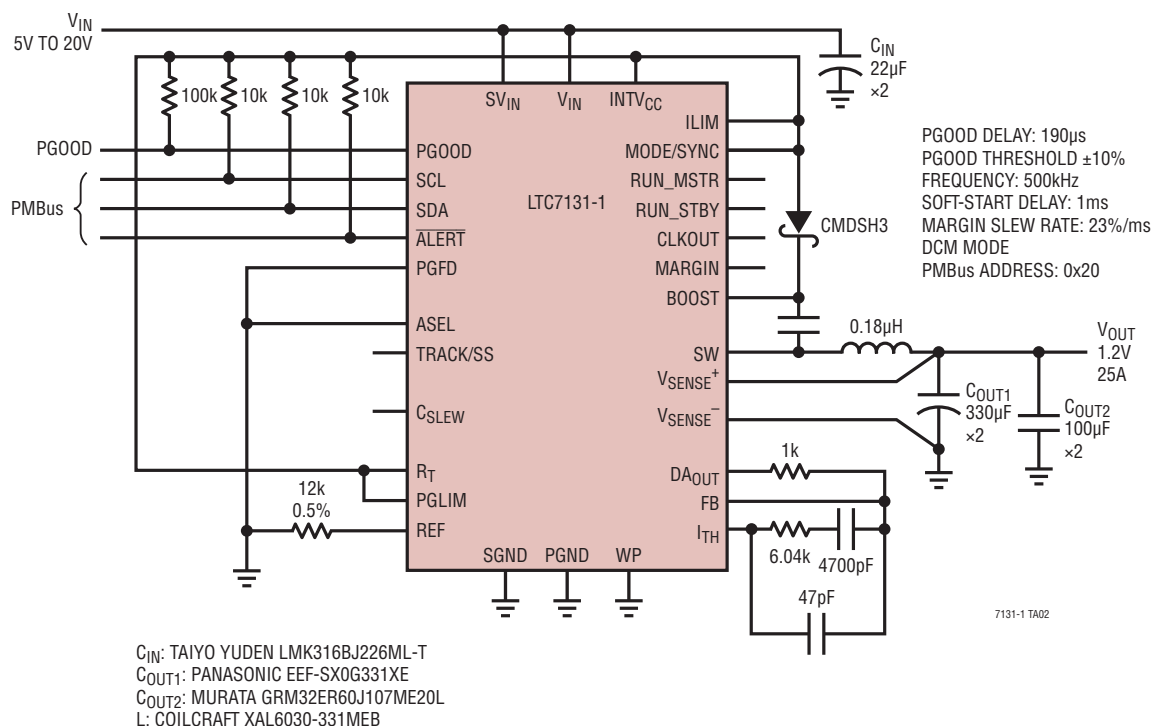 VIN
5V TO 20V
CIN
22µF
×2
100k
10k
10k
10k
SVIN
VIN
INTVCC
ILIM
PGOOD
PGOOD
MODE/SYNC
SCL
RUN_MSTR
PMBus
SDA
LTC7131-1
RUN_STBY
ALERT
CLKOUT
CMDSH3
PGFD
MARGIN
BOOST
PGOOD DELAY: 190µs
PGOOD THRESHOLD ±10%
FREQUENCY: 500kHz
SOFT-START DELAY: 1ms
MARGIN SLEW RATE: 23%/ms
DCM MODE
PMBus ADDRESS: 0x20
ASEL
0.18µH
TRACK/SS
SW
VOUT
1.2V
25A
VSENSE+
CSLEW
VSENSE–
COUT1
330µF
×2
COUT2
100µF
×2
RT
DAOUT
1k
PGLIM
FB
12k
0.5%
REF
ITH
6.04k
4700pF
SGND
PGND
WP
47pF
7131-1 TA02
CIN: TAIYO YUDEN LMK316BJ226ML-T
COUT1: PANASONIC EEF-SX0G331XE
COUT2: MURATA GRM32ER60J107ME20L
L: COILCRAFT XAL6030-331MEB